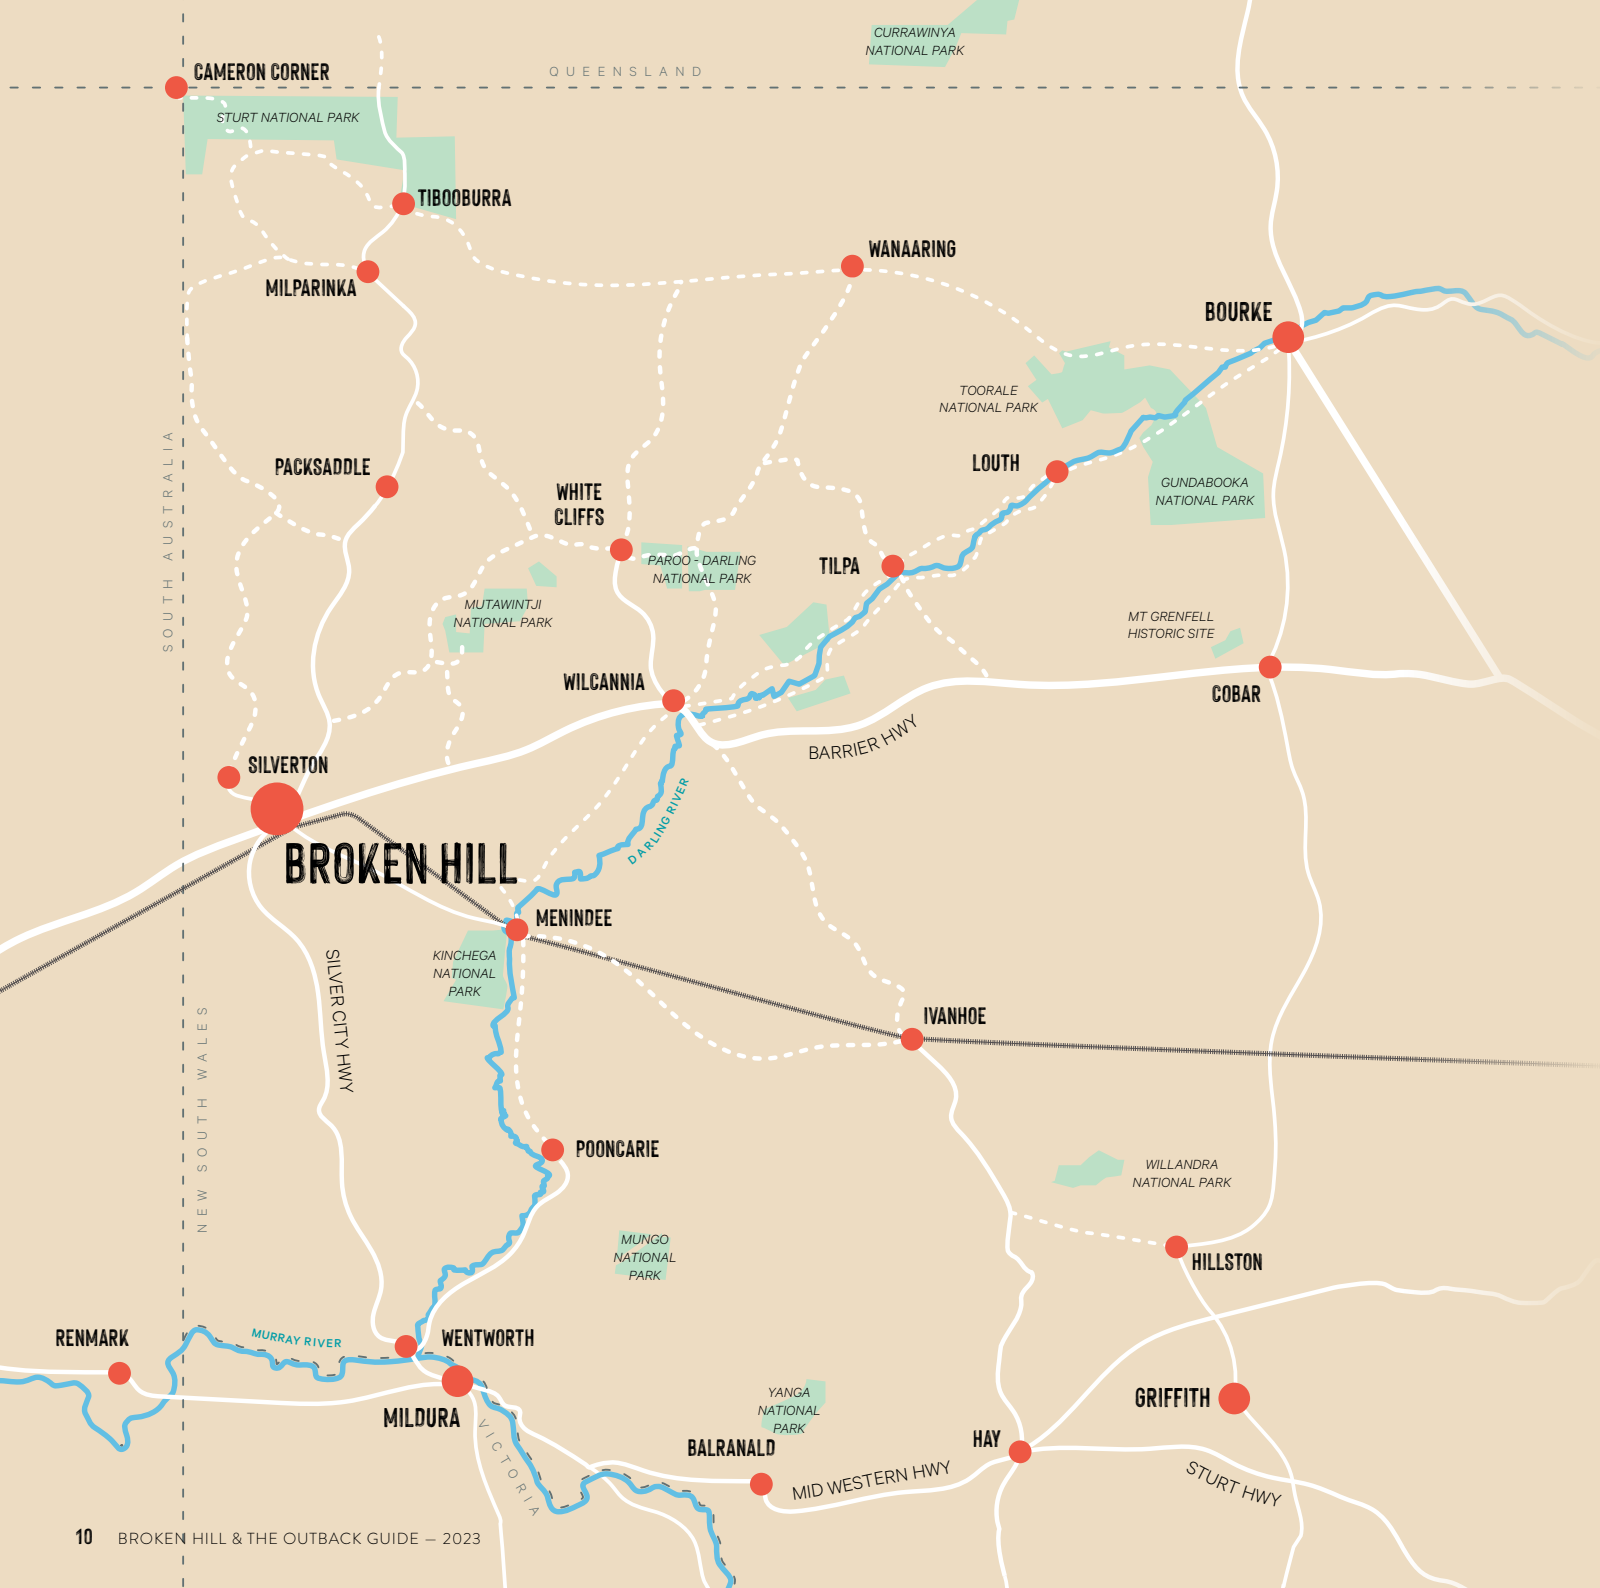 CURRAWINYA
NATIONAL PARK
CAMERON CORNER
QUEENSLAND
STURT NATIONAL PARK
TIBOOBURRA
WANAARING
MILPARINKA
BOURKE
TOORALE
NATIONAL PARK
SOUTH AUSTRALIA
PACKSADDLE
LOUTH
WHITE
CLIFFS
GUNDABOOKA
NATIONAL PARK
PAROO - DARLING
NATIONAL PARK
TILPA
MUTAWINTJI
NATIONAL PARK
MT GRENFELL
HISTORIC SITE
WILCANNIA
COBAR
BARRIER HWY
SILVERTON
DARLING RIVER
BROKEN HILL
MENINDEE
KINCHEGA
NATIONAL
PARK
SILVER CITY HWY
IVANHOE
NEW SOUTH WALES
POONCARIE
WILLANDRA
NATIONAL PARK
MUNGO
NATIONAL
PARK
HILLSTON
RENMARK
MURRAY RIVER
WENTWORTH
YANGA
NATIONAL
PARK
GRIFFITH
MILDURA
VICTORIA
HAY
BALRANALD
MID WESTERN HWY
STURT HWY
10 BROKEN HILL & THE OUTBACK GUIDE — 2023